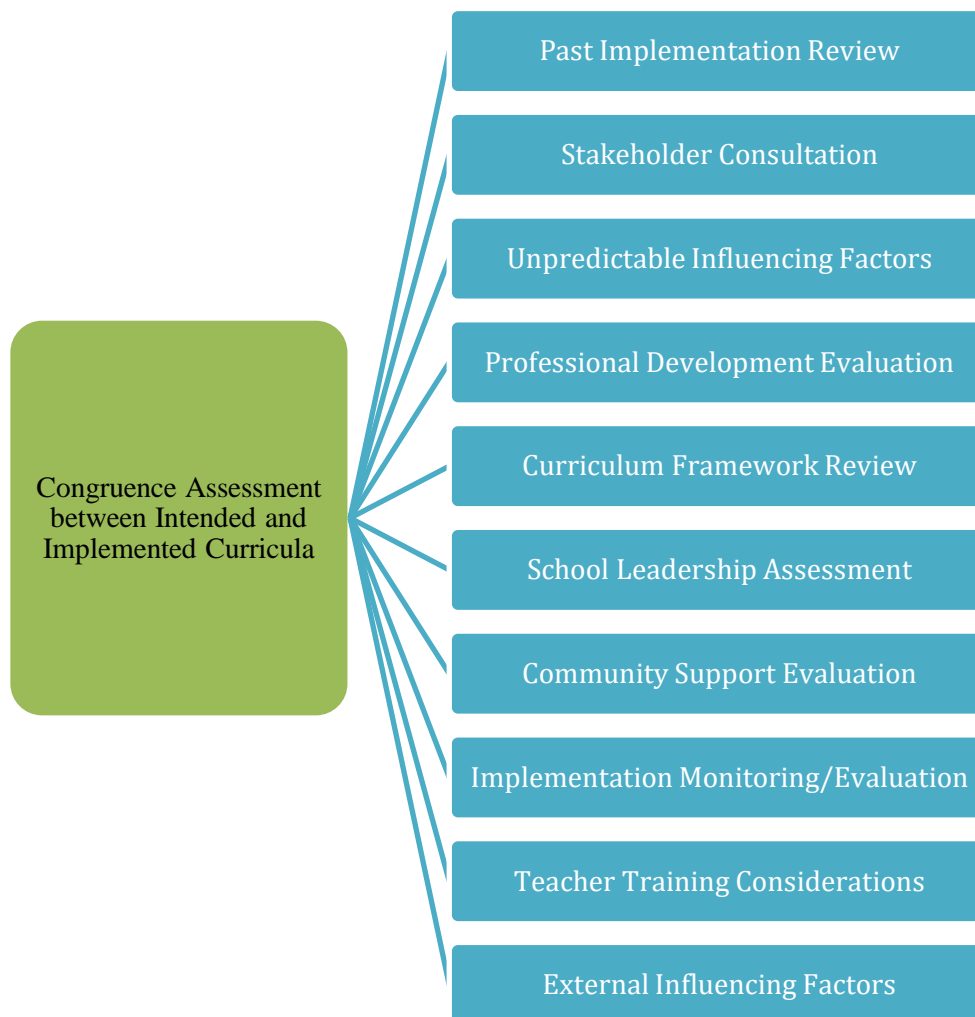 Congruence Assessment
between Intended and
Implemented Curricula
Past Implementation Review
Stakeholder Consultation
Unpredictable Influencing Factors
Professional Development Evaluation
Curriculum Framework Review
School Leadership Assessment
Community Support Evaluation
Implementation Monitoring/Evaluation
Teacher Training Considerations
External Influencing Factors